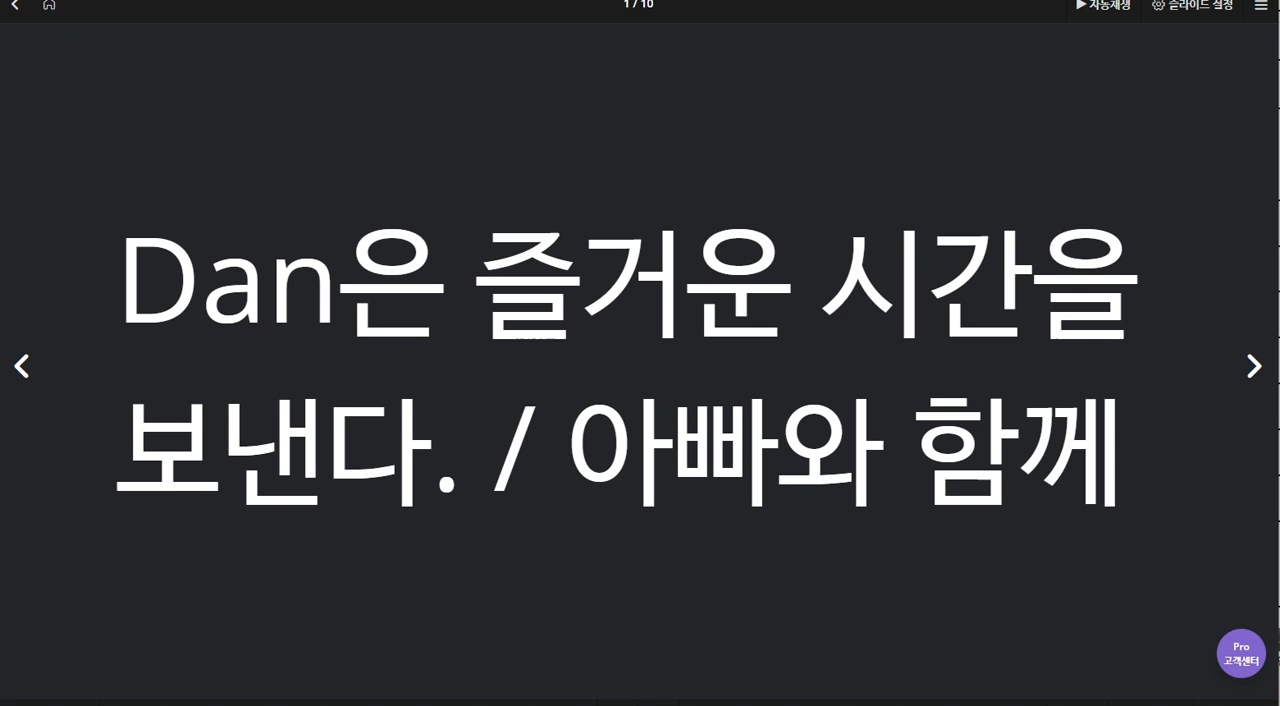 1 / 10
▶ 자동재생
슬라이드 설정
Dan은 즐거운 시간을
보낸다. / 아빠와 함께
Pro
고객센터